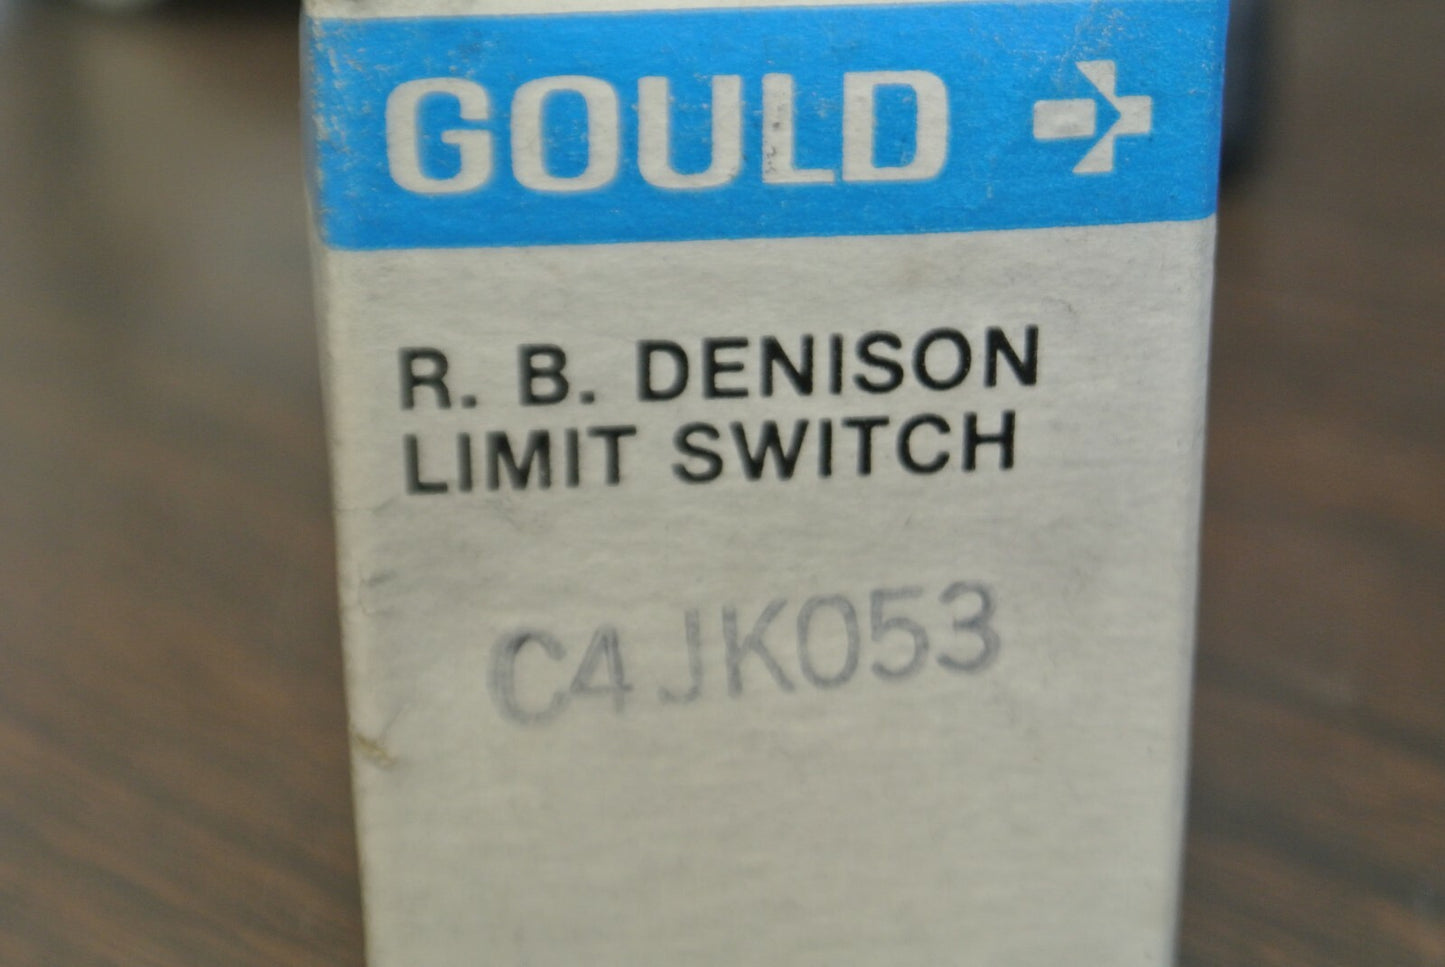 GOULD
R. B. DENISON
LIMIT SWITCH
C4JK053